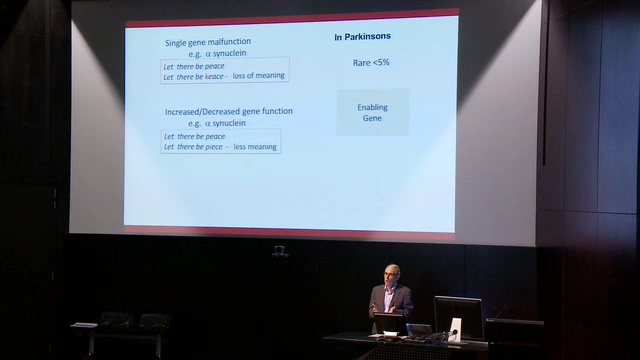 Single gene malfunction
e.g. α synuclein
Let there be peace
Let there be keace - loss of meaning
Increased/Decreased gene function
e.g. α synuclein
Let there be peace
Let there be piece - less meaning
In Parkinsons
Rare <5%
Enabling
Gene